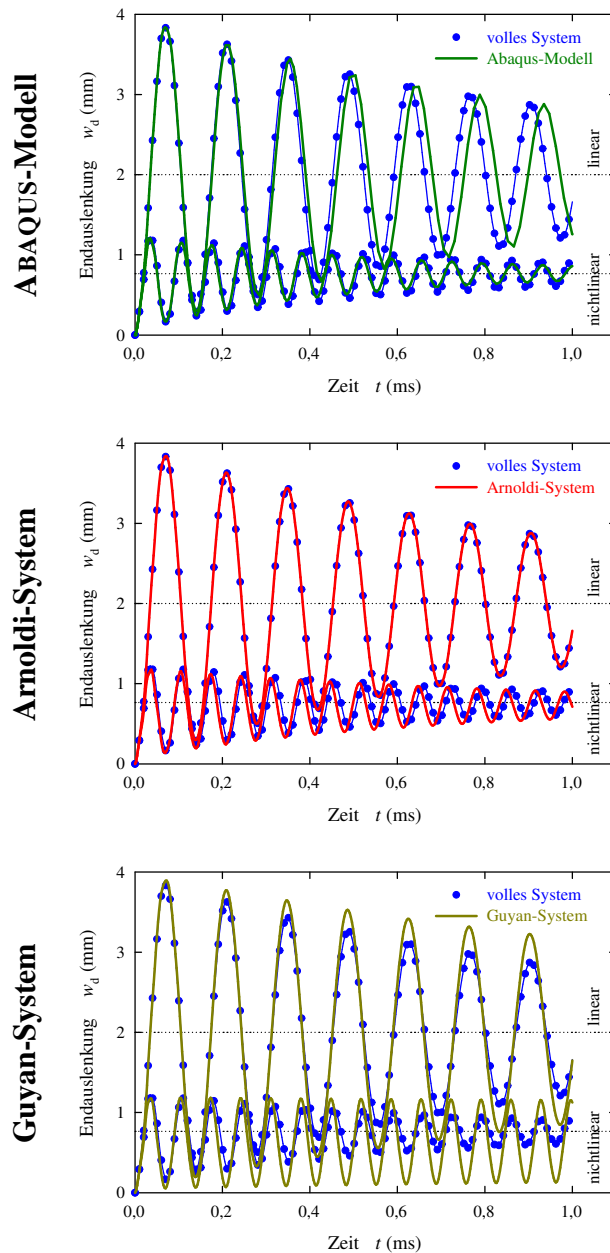 ABAQUS-Modell
Endauslenkung w_d (mm)
4
3
2
1
0
volles System
Abaqus-Modell
linear
nichtlinear
0,0 0,2 0,4 0,6 0,8 1,0
Zeit t (ms)
Arnoldi-System
Endauslenkung w_d (mm)
4
3
2
1
0
volles System
Arnoldi-System
linear
nichtlinear
0,0 0,2 0,4 0,6 0,8 1,0
Zeit t (ms)
Guyan-System
Endauslenkung w_d (mm)
4
3
2
1
0
volles System
Guyan-System
linear
nichtlinear
0,0 0,2 0,4 0,6 0,8 1,0
Zeit t (ms)